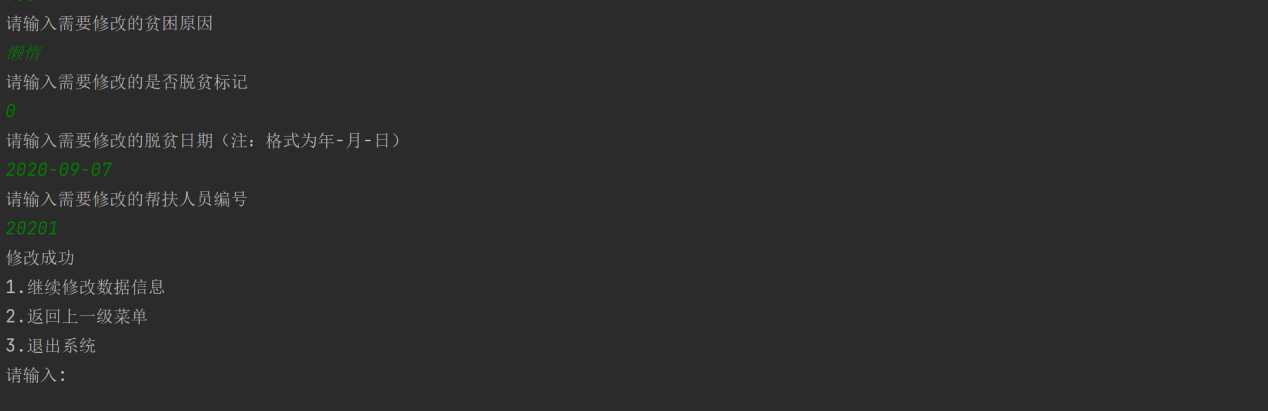 请输入需要修改的贫困原因
懒惰
请输入需要修改的是否脱贫标记
0
请输入需要修改的脱贫日期（注：格式为年-月-日）
2020-09-07
请输入需要修改的帮扶人员编号
20201
修改成功
1.继续修改数据信息
2.返回上一级菜单
3.退出系统
请输入: